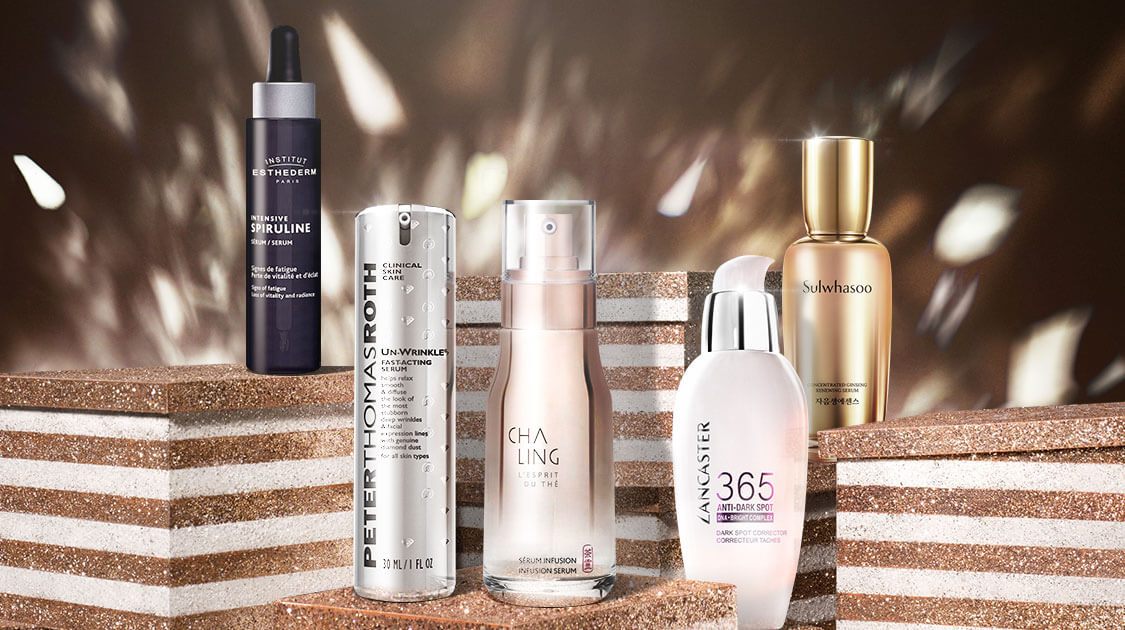 INSTITUT
ESTHEDERM
PARIS
INTENSIVE
SPIRULINE
SÉRUM / SERUM
Signes de fatigue
Perte de vitalité et d'éclat
Signs of fatigue
Loss of vitality and radiance
PETERTHOMASROTH
CLINICAL
SKIN
CARE
UN-WRINKLE®
FAST-ACTING
SERUM
helps relax
smooth
& diffuse
the look of
the most
stubborn
deep wrinkles
& facial
expression lines
with genuine
diamond dust
for all skin types
30 ML / 1 FL OZ
CHA
LING
L'ESPRIT
DU THÉ
SÉRUM INFUSION
INFUSION SERUM
LANCASTER
365
ANTI-DARK SPOT
DNA-BRIGHT COMPLEX
DARK SPOT CORRECTOR
CORRECTEUR TACHES
Sulwhasoo
CONCENTRATED GINSENG
RENEWING SERUM
자음생에센스